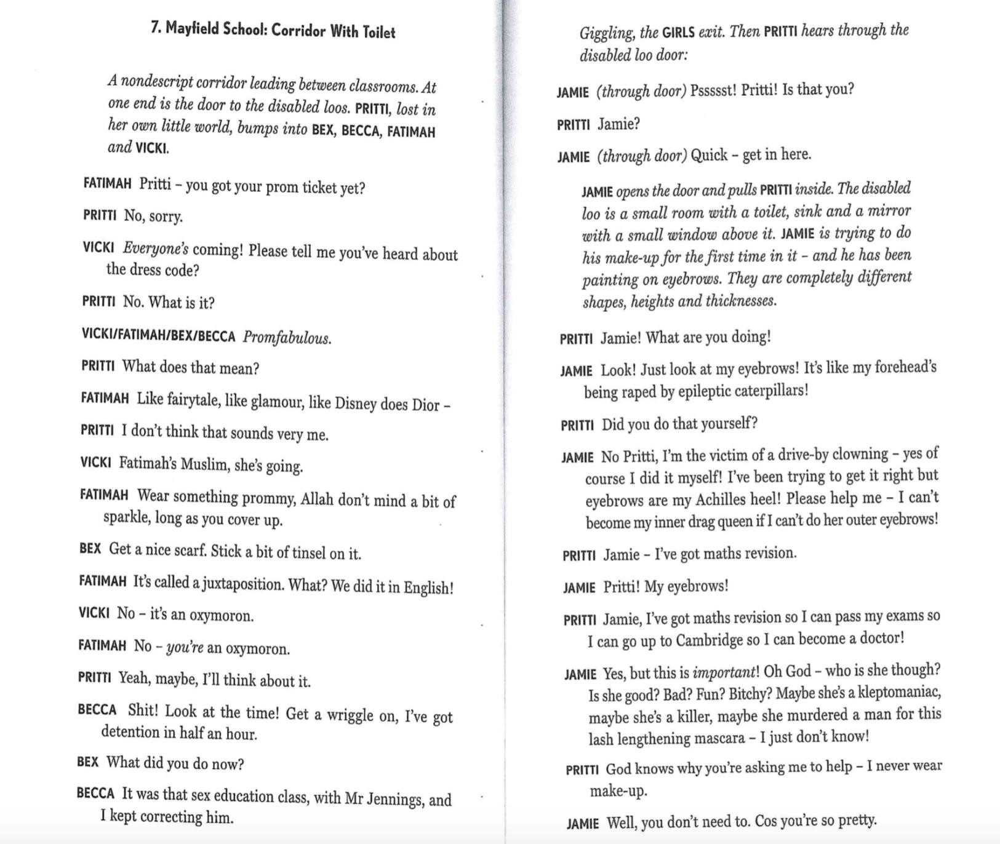 7. Mayfield School: Corridor With Toilet
A nondescript corridor leading between classrooms. At
one end is the door to the disabled loos. PRITTI, lost in
her own little world, bumps into BEX, BECCA, FATIMAH
and VICKI.
FATIMAH Pritti – you got your prom ticket yet?
PRITTI No, sorry.
VICKI Everyone's coming! Please tell me you've heard about
the dress code?
PRITTI No. What is it?
VICKI/FATIMAH/BEX/BECCA Promfabulous.
PRITTI What does that mean?
FATIMAH Like fairytale, like glamour, like Disney does Dior –
PRITTI I don't think that sounds very me.
VICKI Fatimah's Muslim, she's going.
FATIMAH Wear something prommy, Allah don't mind a bit of
sparkle, long as you cover up.
BEX Get a nice scarf. Stick a bit of tinsel on it.
FATIMAH It's called a juxtaposition. What? We did it in English!
VICKI No – it's an oxymoron.
FATIMAH No – you're an oxymoron.
PRITTI Yeah, maybe, I'll think about it.
BECCA Shit! Look at the time! Get a wriggle on, I've got
detention in half an hour.
BEX What did you do now?
BECCA It was that sex education class, with Mr Jennings, and
I kept correcting him.
Giggling, the GIRLS exit. Then PRITTI hears through the
disabled loo door:
JAMIE (through door) Pssssst! Pritti! Is that you?
PRITTI Jamie?
JAMIE (through door) Quick – get in here.
JAMIE opens the door and pulls PRITTI inside. The disabled
loo is a small room with a toilet, sink and a mirror
with a small window above it. JAMIE is trying to do
his make-up for the first time in it – and he has been
painting on eyebrows. They are completely different
shapes, heights and thicknesses.
PRITTI Jamie! What are you doing!
JAMIE Look! Just look at my eyebrows! It's like my forehead's
being raped by epileptic caterpillars!
PRITTI Did you do that yourself?
JAMIE No Pritti, I'm the victim of a drive-by clowning – yes of
course I did it myself! I've been trying to get it right but
eyebrows are my Achilles heel! Please help me – I can't
become my inner drag queen if I can't do her outer eyebrows!
PRITTI Jamie – I've got maths revision.
JAMIE Pritti! My eyebrows!
PRITTI Jamie, I've got maths revision so I can pass my exams so
I can go up to Cambridge so I can become a doctor!
JAMIE Yes, but this is important! Oh God – who is she though?
Is she good? Bad? Fun? Bitchy? Maybe she's a kleptomaniac,
maybe she's a killer, maybe she murdered a man for this
lash lengthening mascara – I just don't know!
PRITTI God knows why you're asking me to help – I never wear
make-up.
JAMIE Well, you don't need to. Cos you're so pretty.